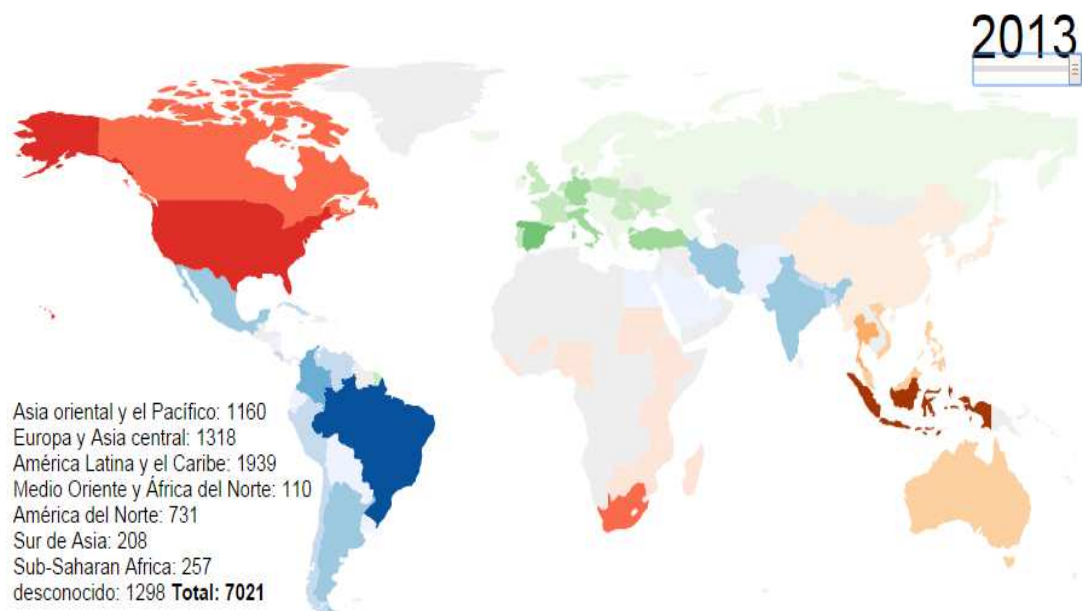 2013
Asia oriental y el Pacífico: 1160
Europa y Asia central: 1318
América Latina y el Caribe: 1939
Medio Oriente y África del Norte: 110
América del Norte: 731
Sur de Asia: 208
Sub-Saharan Africa: 257
desconocido: 1298 Total: 7021